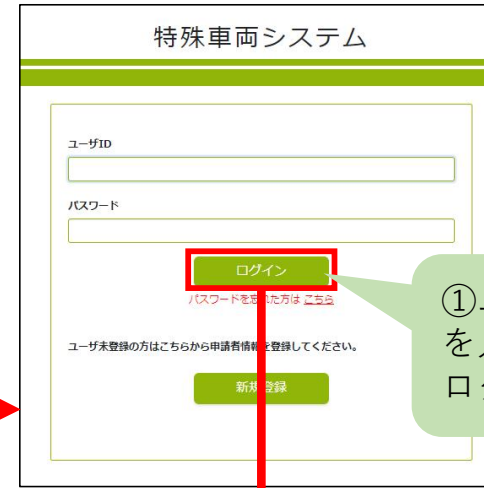 特殊車両システム
ユーザID
パスワード
ログイン
パスワードを忘れた方は こちら
ユーザ未登録の方はこちらから申請者情報を登録してください。
新規登録
①
を
ロ